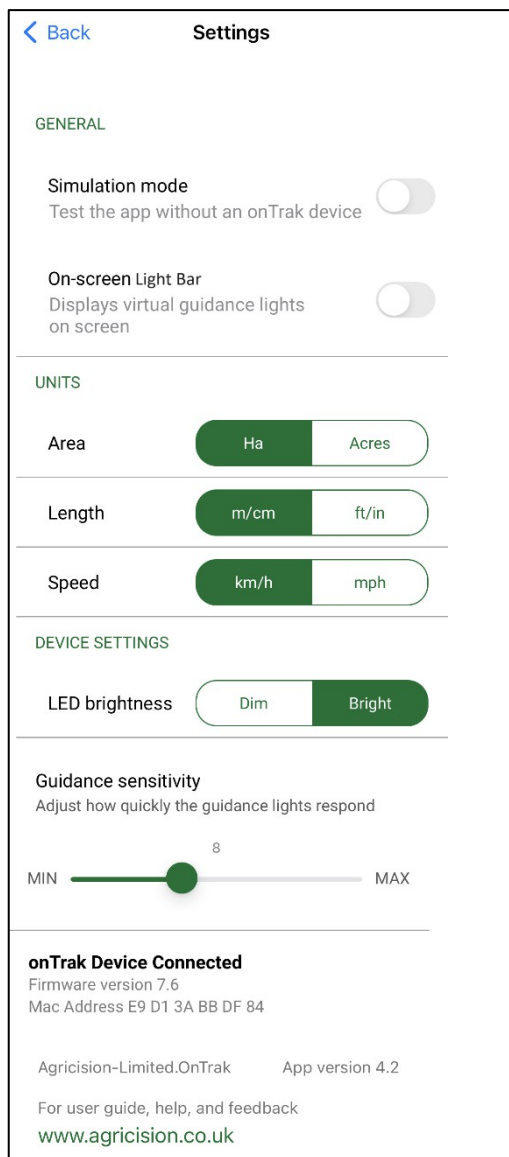 Back Settings
GENERAL
Simulation mode
Test the app without an onTrak device
On-screen Light Bar
Displays virtual guidance lights
on screen
UNITS
Area Ha Acres
Length m/cm ft/in
Speed km/h mph
DEVICE SETTINGS
LED brightness Dim Bright
Guidance sensitivity
Adjust how quickly the guidance lights respond
8
MIN MAX
onTrak Device Connected
Firmware version 7.6
Mac Address E9 D1 3A BB DF 84
Agricision-Limited.OnTrak App version 4.2
For user guide, help, and feedback
www.agricision.co.uk